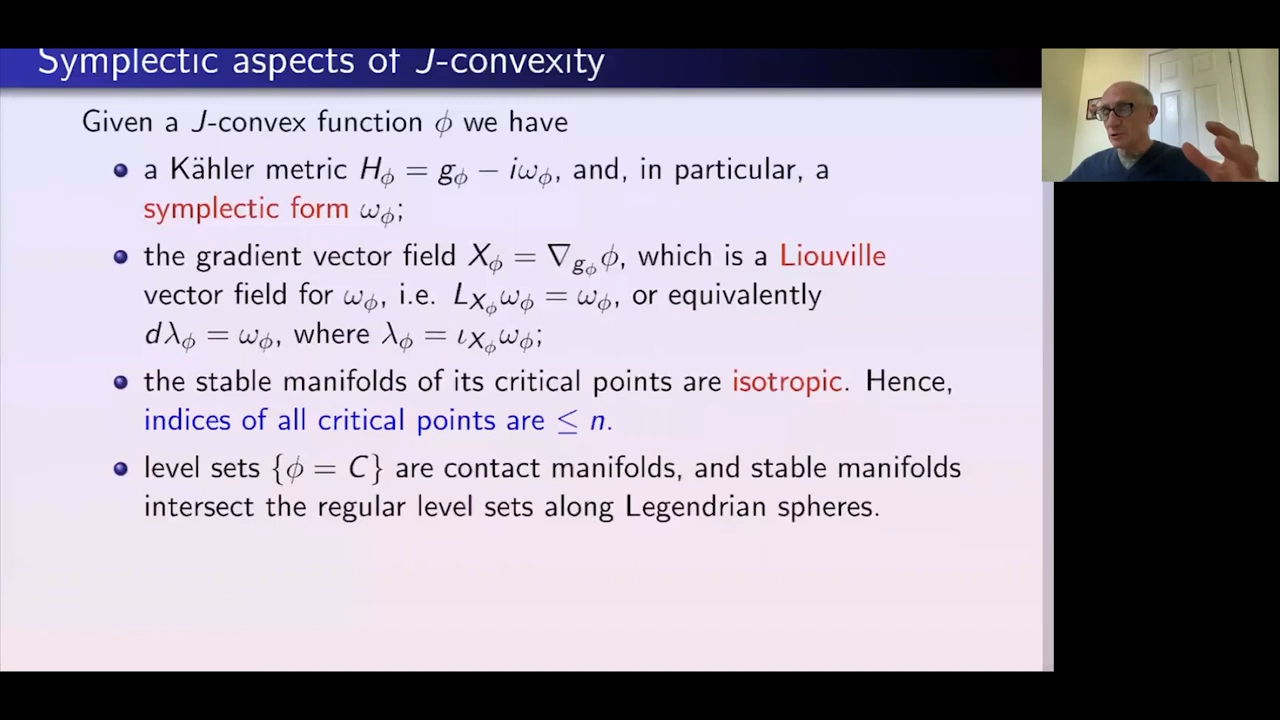 Symplectic aspects of J-convexity
Given a J-convex function ϕ we have
a Kähler metric H_ϕ = g_ϕ − iω_ϕ, and, in particular, a
symplectic form ω_ϕ;
the gradient vector field X_ϕ = ∇_{g_ϕ}ϕ, which is a Liouville
vector field for ω_ϕ, i.e. L_{X_ϕ}ω_ϕ = ω_ϕ, or equivalently
dλ_ϕ = ω_ϕ, where λ_ϕ = ι_{X_ϕ}ω_ϕ;
the stable manifolds of its critical points are isotropic. Hence,
indices of all critical points are ≤ n.
level sets {ϕ = C} are contact manifolds, and stable manifolds
intersect the regular level sets along Legendrian spheres.